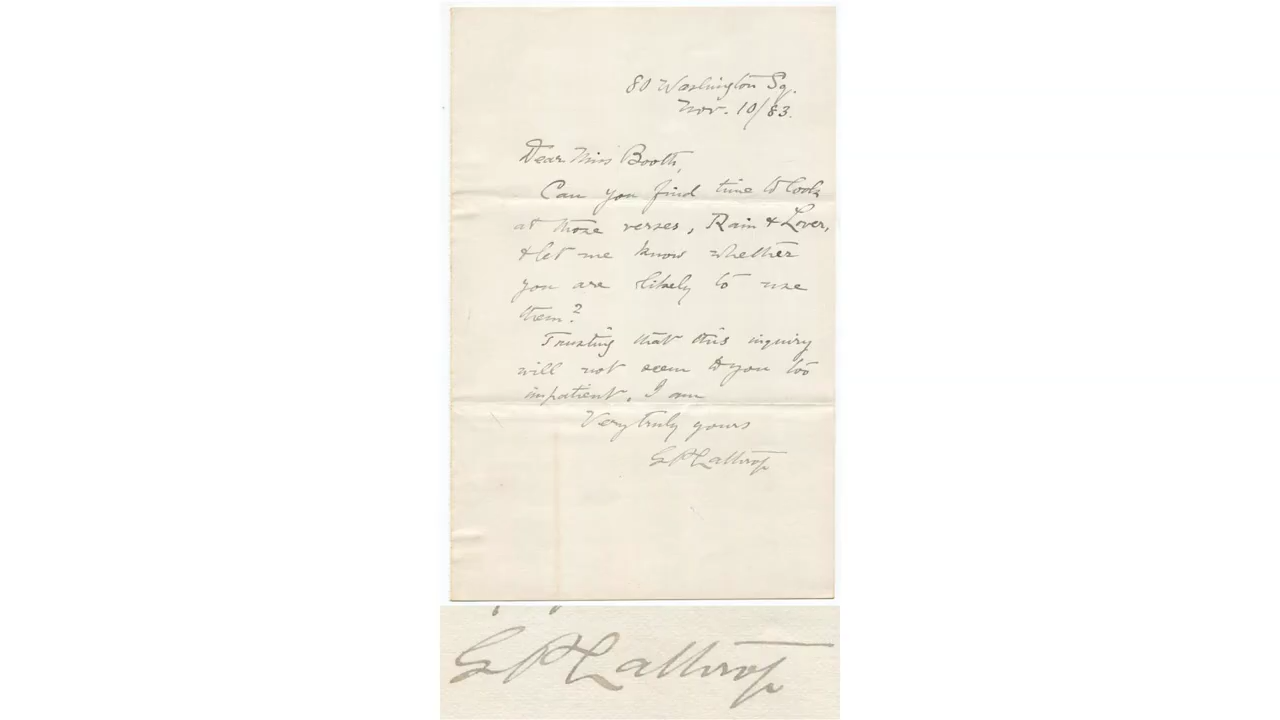 80 Washington Sq.
Nov. 10/83.
Dear Miss Booth,
Can you find time to look
at those verses, Rain & Lover,
& let me know whether
you are likely to use
them?
Trusting that this inquiry
will not seem to you too
impatient, I am
Very truly yours
G P Lathrop
G P Lathrop